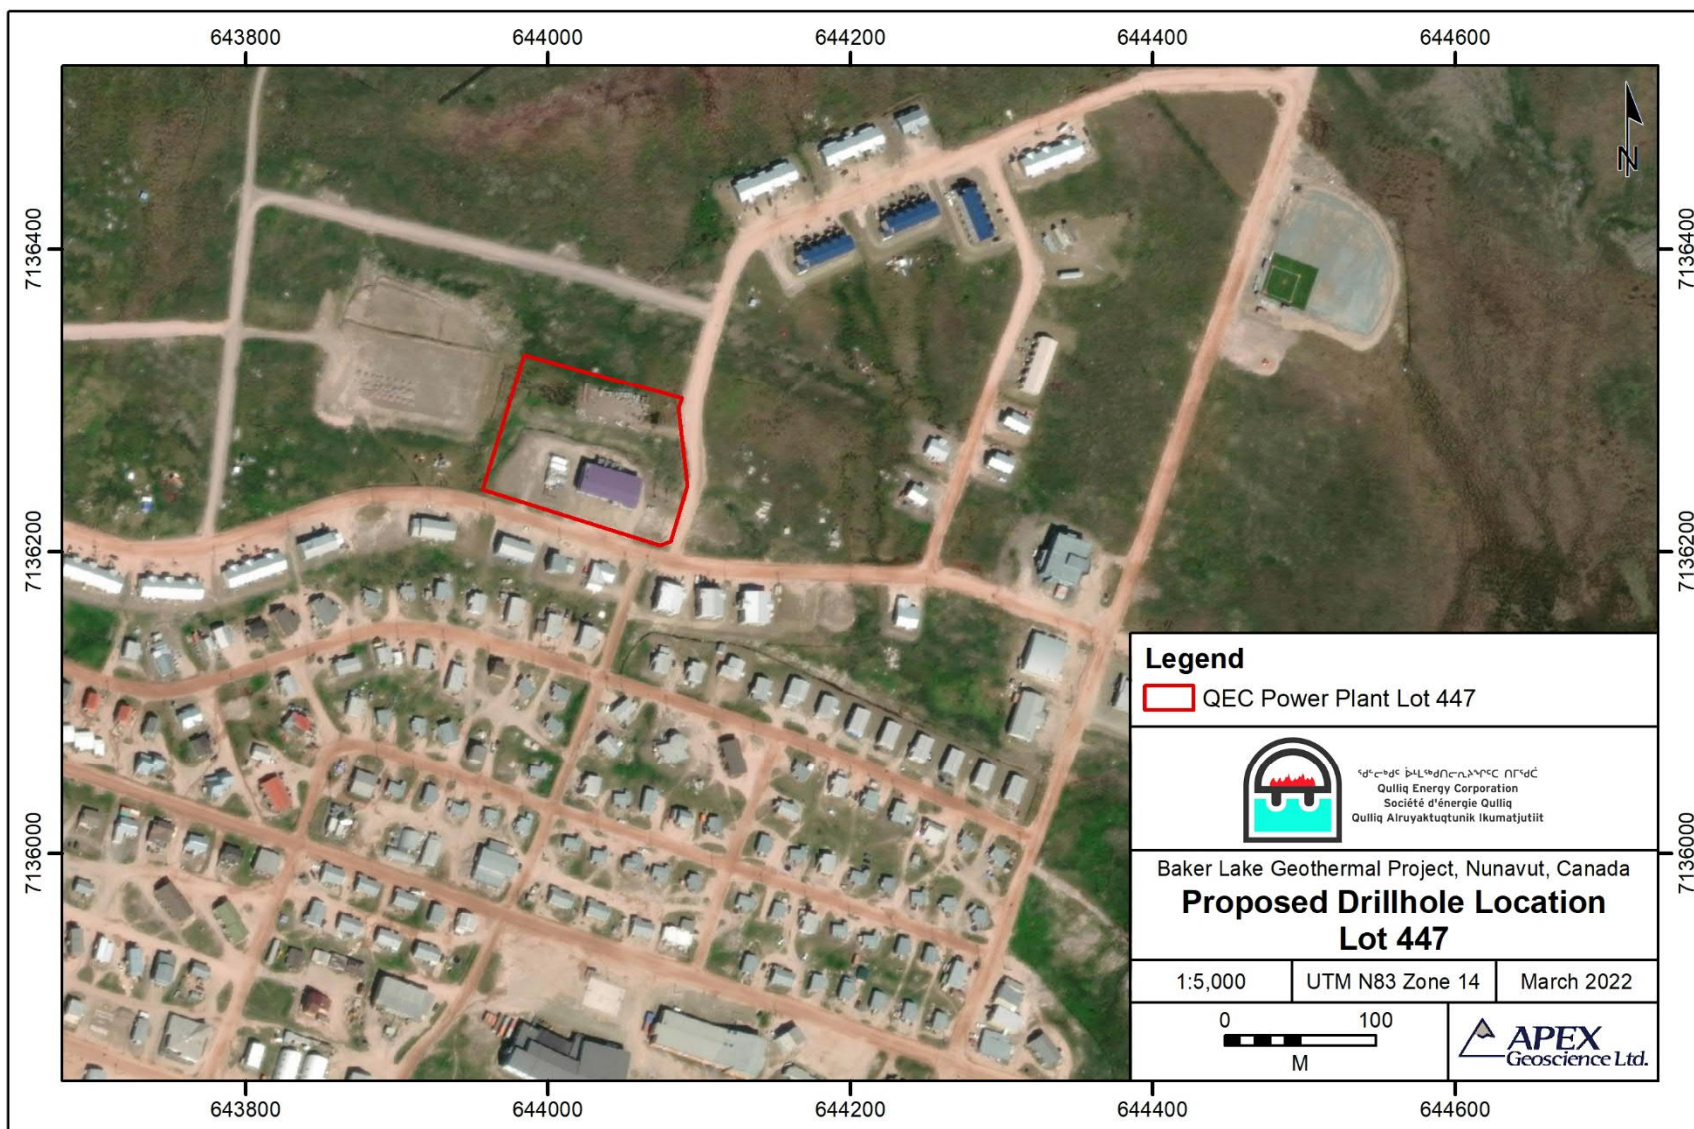 643800 644000 644200 644400 644600
N
7136400 7136400
7136200 7136200
7136000 7136000
Legend
QEC Power Plant Lot 447
Qulliq Energy Corporation
Société d'énergie Qulliq
Qulliq Alruyaktuqtunik Ikumatjutiit
Baker Lake Geothermal Project, Nunavut, Canada
Proposed Drillhole Location
Lot 447
1:5,000 UTM N83 Zone 14 March 2022
0 100
M
APEX
Geoscience Ltd.
643800 644000 644200 644400 644600